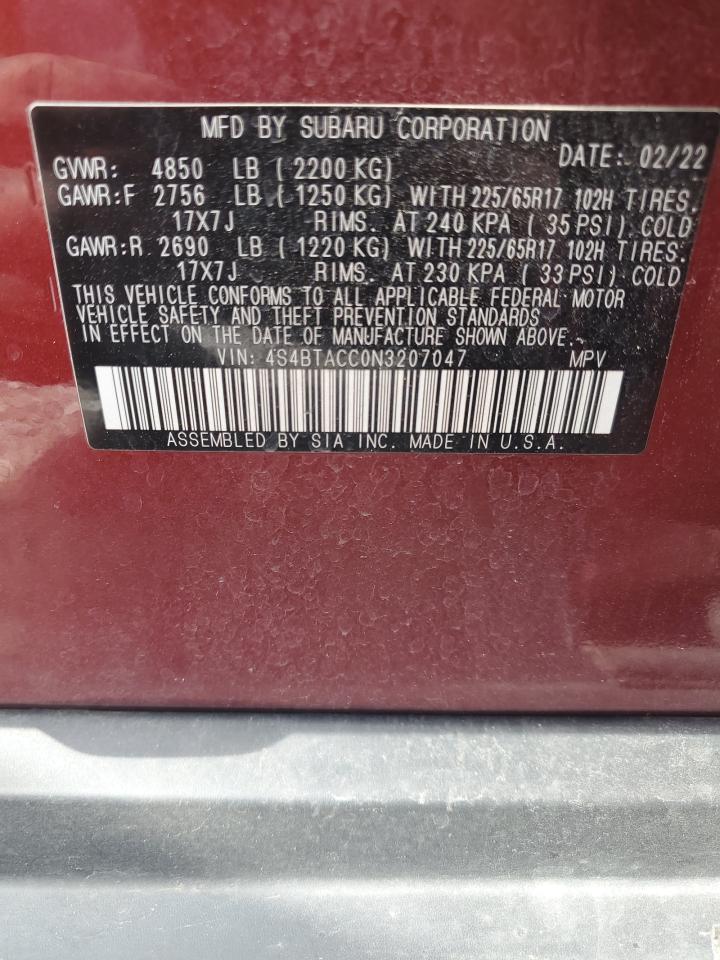 MFD BY SUBARU CORPORATION
DATE: 02/22
GVWR: 4850 LB ( 2200 KG)
GAWR:F 2756 LB ( 1250 KG) WITH 225/65R17 102H TIRES.
17X7J RIMS. AT 240 KPA ( 35 PSI) COLD
GAWR:R 2690 LB ( 1220 KG) WITH 225/65R17 102H TIRES.
17X7J RIMS. AT 230 KPA ( 33 PSI) COLD
THIS VEHICLE CONFORMS TO ALL APPLICABLE FEDERAL MOTOR
VEHICLE SAFETY AND THEFT PREVENTION STANDARDS
IN EFFECT ON THE DATE OF MANUFACTURE SHOWN ABOVE.
VIN: 4S4BTACC0N3207047 MPV
ASSEMBLED BY SIA INC. MADE IN U.S.A.